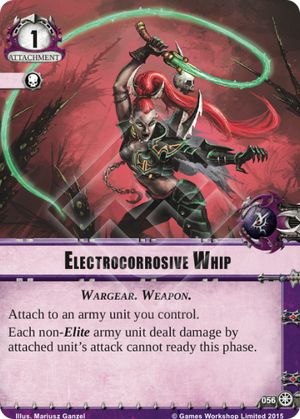 1
ATTACHMENT
ELECTROCORROSIVE WHIP
WARGEAR. WEAPON.
Attach to an army unit you control.
Each non-Elite army unit dealt damage by
attached unit's attack cannot ready this phase.
056
Illus. Mariusz Ganzel
© Games Workshop Limited 2015